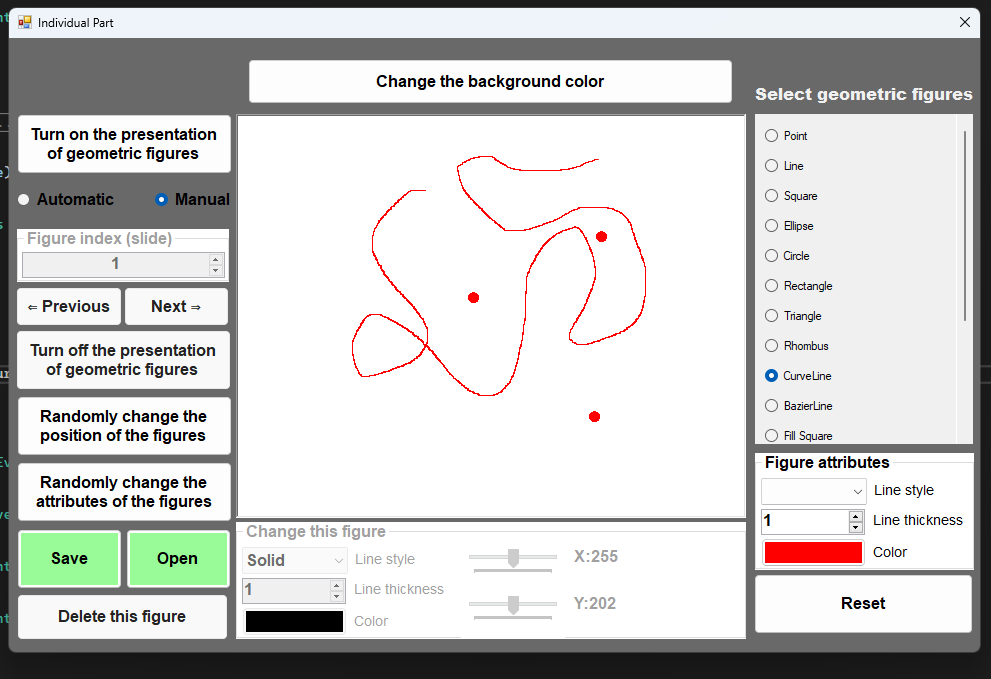 Individual Part
Change the background color
Select geometric figures
Turn on the presentation
of geometric figures
Automatic
Manual
Figure index (slide)
1
⇐ Previous
Next ⇒
Turn off the presentation
of geometric figures
Randomly change the
position of the figures
Randomly change the
attributes of the figures
Save
Open
Delete this figure
Change this figure
Solid
Line style
1
Line thickness
Color
X:255
Y:202
Point
Line
Square
Ellipse
Circle
Rectangle
Triangle
Rhombus
CurveLine
BazierLine
Fill Square
Figure attributes
Line style
1
Line thickness
Color
Reset